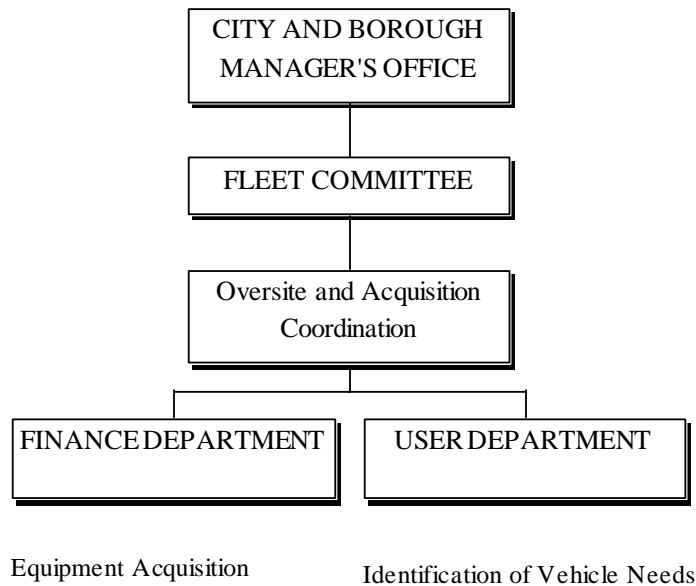 CITY AND BOROUGH
MANAGER'S OFFICE
FLEET COMMITTEE
Oversite and Acquisition
Coordination
FINANCE DEPARTMENT
USER DEPARTMENT
Equipment Acquisition
Identification of Vehicle Needs